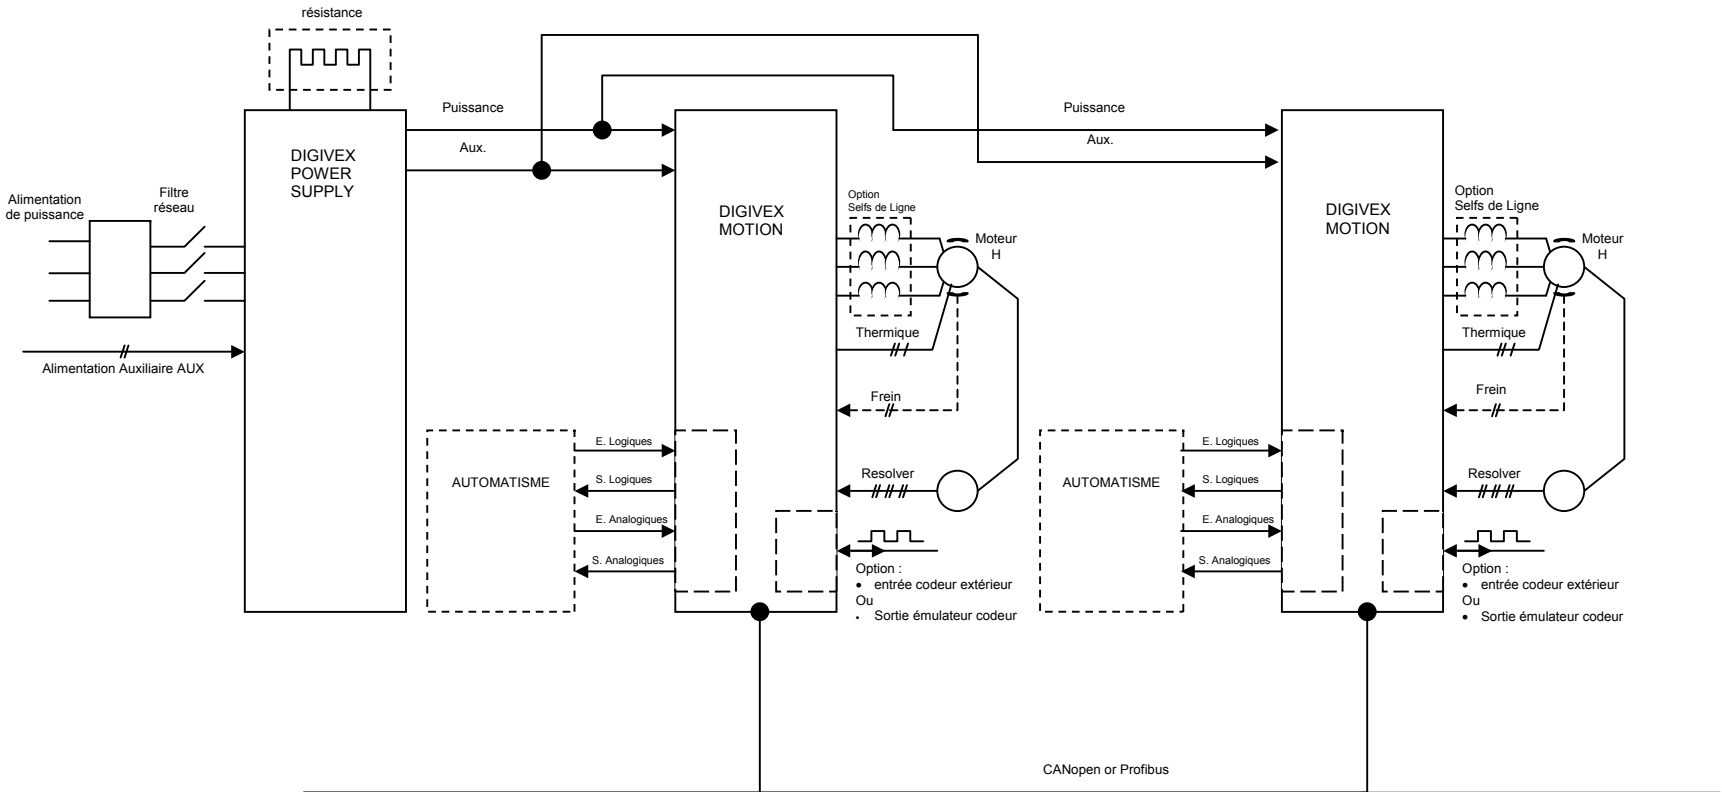 résistance
Puissance
Aux.
Puissance
Aux.
DIGIVEX
POWER
SUPPLY
Alimentation
de puissance
Filtre
réseau
Alimentation Auxiliaire AUX
DIGIVEX
MOTION
Option
Selfs de Ligne
Moteur
H
Thermique
Frein
Resolver
AUTOMATISME
E. Logiques
S. Logiques
E. Analogiques
S. Analogiques
Option :
• entrée codeur extérieur
Ou
• Sortie émulateur codeur
DIGIVEX
MOTION
Option
Selfs de Ligne
Moteur
H
Thermique
Frein
Resolver
AUTOMATISME
E. Logiques
S. Logiques
E. Analogiques
S. Analogiques
Option :
• entrée codeur extérieur
Ou
• Sortie émulateur codeur
CANopen or Profibus